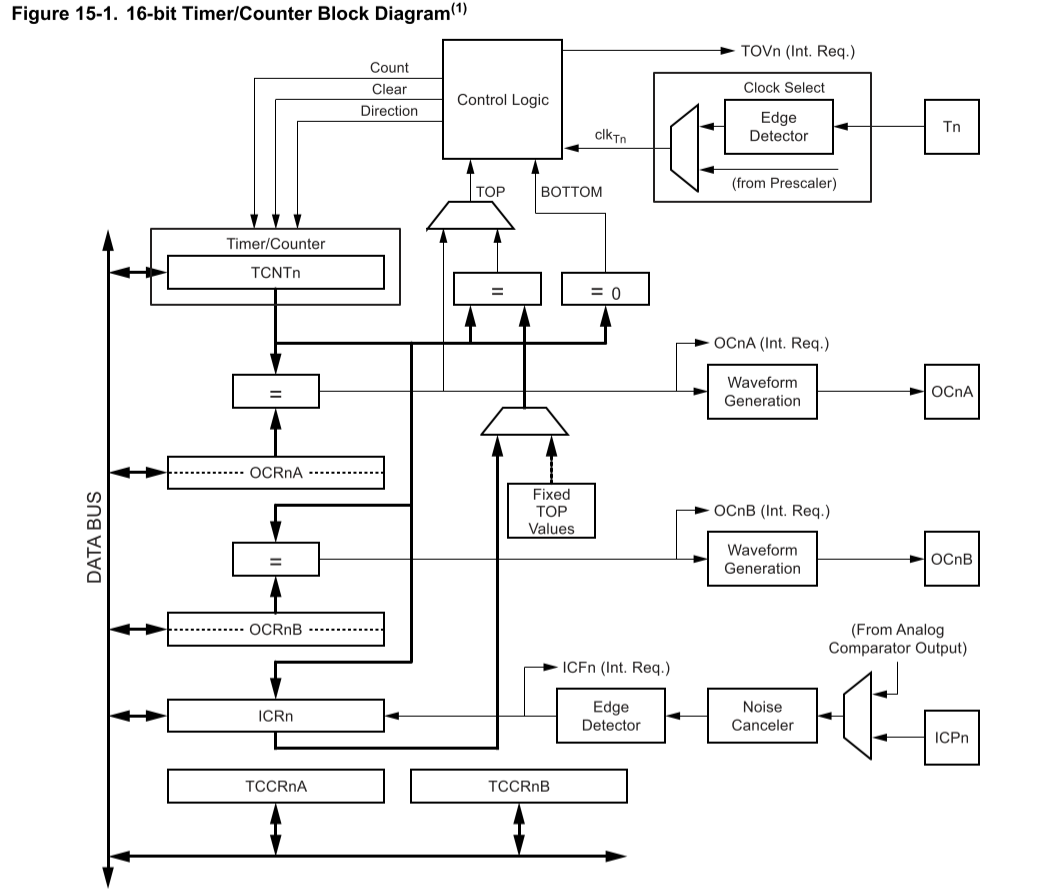 Figure 15-1. 16-bit Timer/Counter Block Diagram(1)
Count
Clear
Direction
Control Logic
TOVn (Int. Req.)
Clock Select
Edge
Detector
Tn
clkTn
(from Prescaler)
TOP
BOTTOM
Timer/Counter
TCNTn
=
= 0
OCnA (Int. Req.)
=
Waveform
Generation
OCnA
OCRnA
Fixed
TOP
Values
DATA BUS
OCnB (Int. Req.)
=
Waveform
Generation
OCnB
OCRnB
(From Analog
Comparator Output)
ICFn (Int. Req.)
ICRn
Edge
Detector
Noise
Canceler
ICPn
TCCRnA
TCCRnB